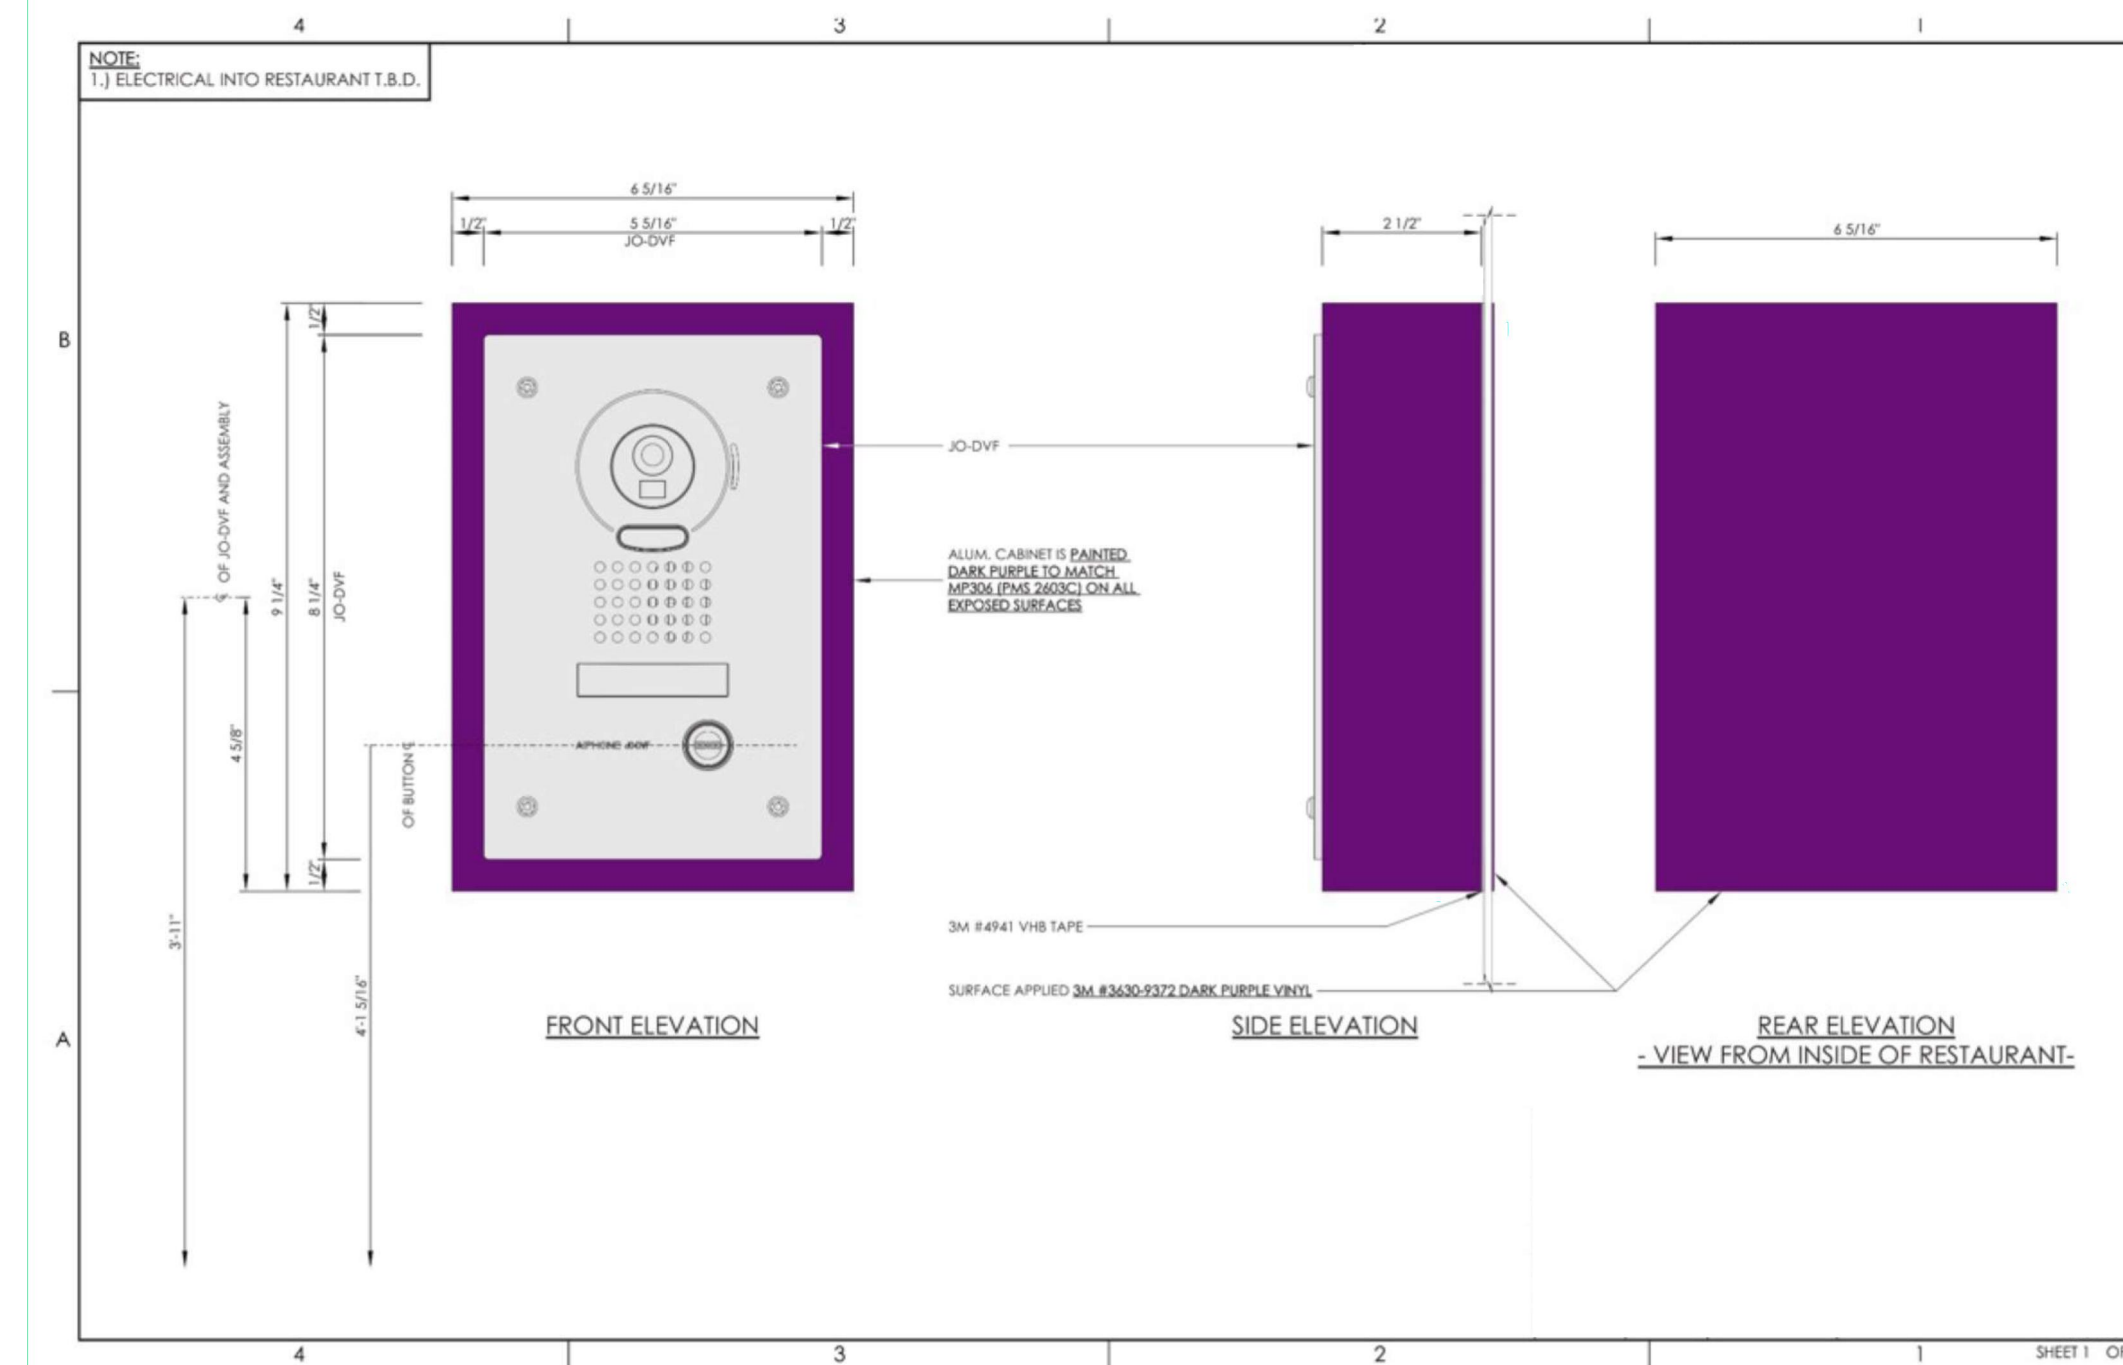 4 3 2 1
NOTE:
1.) ELECTRICAL INTO RESTAURANT T.B.D.
6 5/16"
1/2" 5 5/16" 1/2"
JO-DVF
2 1/2"
6 5/16"
B
1/2"
℄ OF JO-DVF AND ASSEMBLY
9 1/4"
8 1/4"
JO-DVF
4 5/8"
1/2"
OF BUTTON ℄
3'-11"
4'-1 5/16"
AIPHONE JO-DVF
JO-DVF
ALUM. CABINET IS PAINTED
DARK PURPLE TO MATCH
MP306 (PMS 2603C) ON ALL
EXPOSED SURFACES
3M #4941 VHB TAPE
SURFACE APPLIED 3M #3630-9372 DARK PURPLE VINYL
A
FRONT ELEVATION
SIDE ELEVATION
REAR ELEVATION
- VIEW FROM INSIDE OF RESTAURANT-
4 3 2 1
SHEET 1